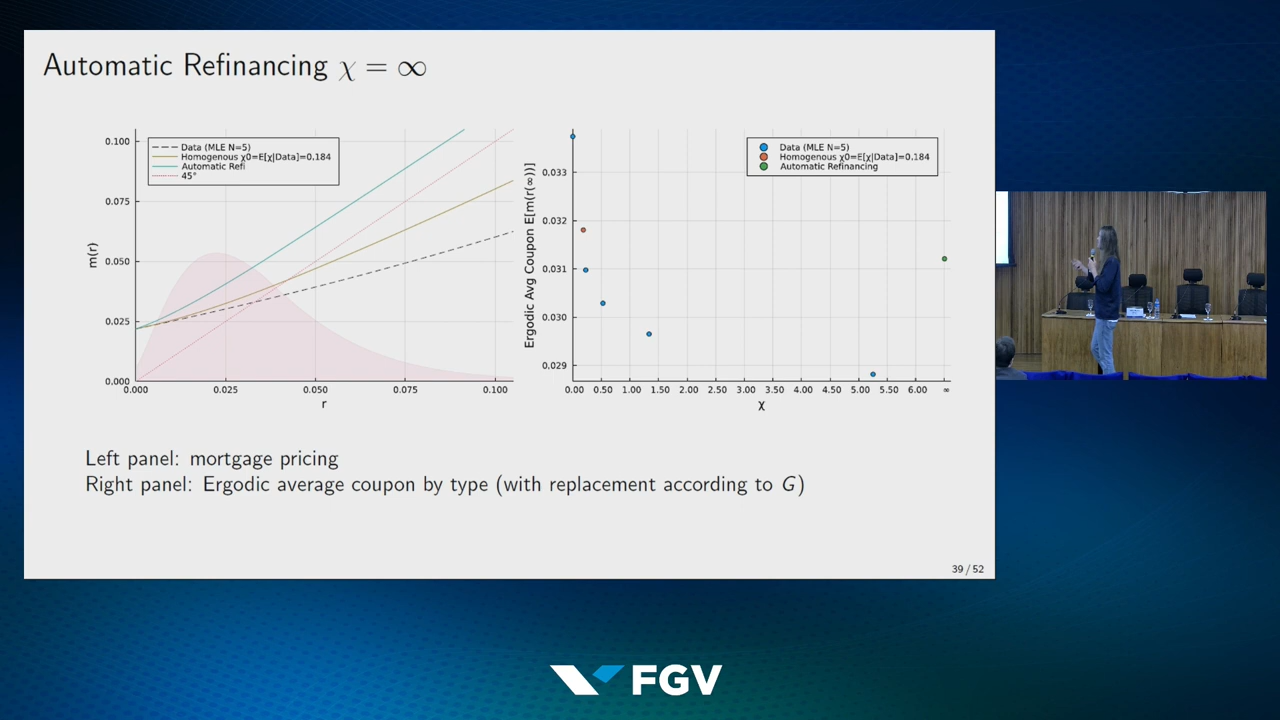 Automatic Refinancing χ = ∞
0.100
0.075
0.050
0.025
0.000
m(r)
Data (MLE N=5)
Homogenous χ0=E[χ|Data]=0.184
Automatic Refi
45°
0.000
0.025
0.050
0.075
0.100
r
Ergodic Avg Coupon E[m(r(∞))]
0.033
0.032
0.031
0.030
0.029
Data (MLE N=5)
Homogenous χ0=E[χ|Data]=0.184
Automatic Refinancing
0.00 0.50 1.00 1.50 2.00 2.50 3.00 3.50 4.00 4.50 5.00 5.50 6.00 ∞
χ
Left panel: mortgage pricing
Right panel: Ergodic average coupon by type (with replacement according to G)
39 / 52
FGV